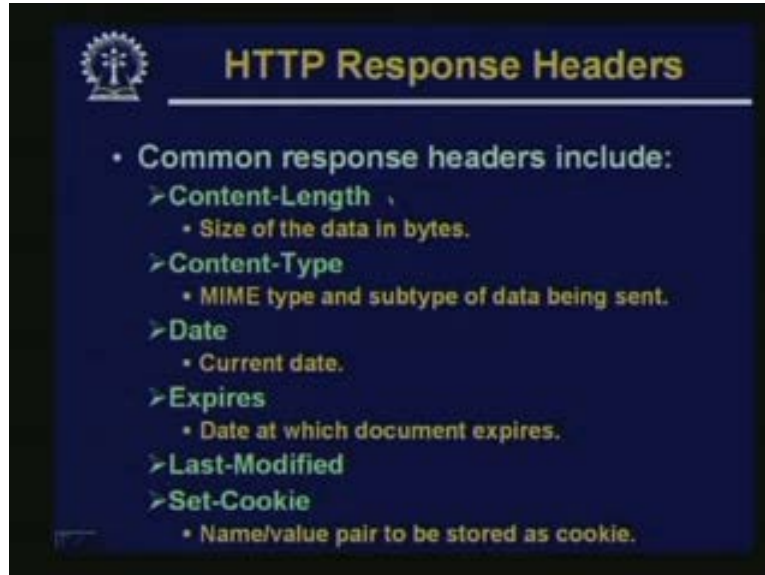 HTTP Response Headers
• Common response headers include:
➢Content-Length
▪ Size of the data in bytes.
➢Content-Type
▪ MIME type and subtype of data being sent.
➢Date
▪ Current date.
➢Expires
▪ Date at which document expires.
➢Last-Modified
➢Set-Cookie
▪ Name/value pair to be stored as cookie.